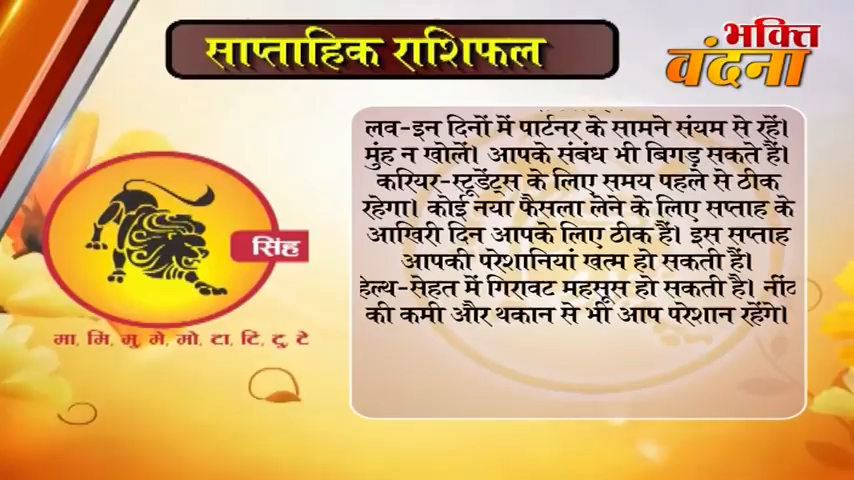 साप्ताहिक राशिफल
भक्ति
वंदना
लव-इन दिनों में पार्टनर के सामने संयम से रहें।
मुंह न खोलें। आपके संबंध भी बिगड़ सकते हैं।
करियर-स्टूडेंट्स के लिए समय पहले से ठीक
रहेगा। कोई नया फैसला लेने के लिए सप्ताह के
आखिरी दिन आपके लिए ठीक हैं। इस सप्ताह
आपकी परेशानियां खत्म हो सकती हैं।
हेल्थ-सेहत में गिरावट महसूस हो सकती है। नींद
की कमी और थकान से भी आप परेशान रहेंगे।
सिंह
मा, मि, मु, मे, मो, टा, टि, टु, टे